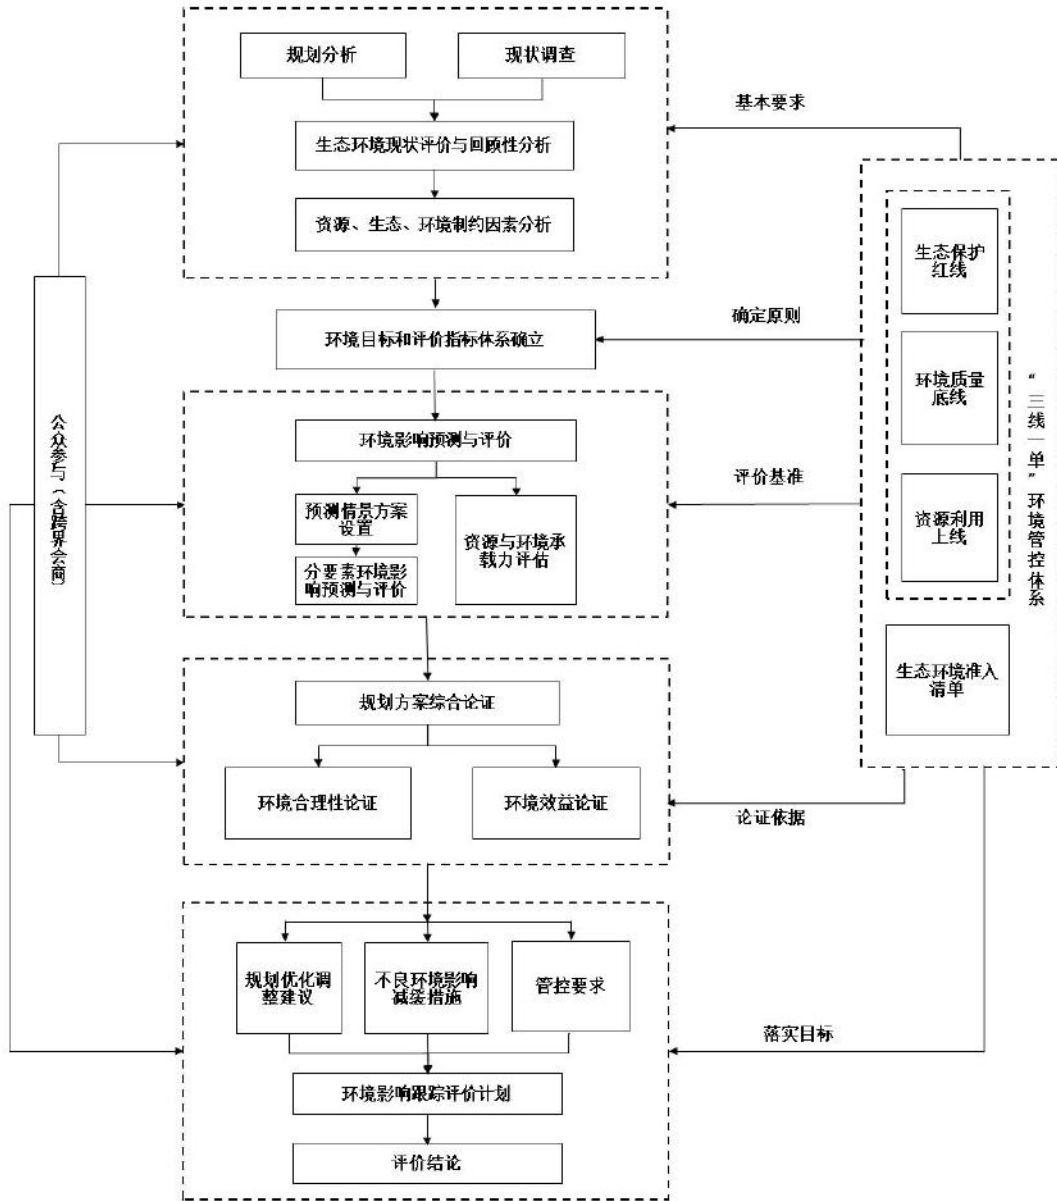 规划分析
现状调查
基本要求
生态环境现状评价与回顾性分析
资源、生态、环境制约因素分析
生态保护
红线
确定原则
环境目标和评价指标体系确立
环境质量
底线
“三线一单”环境管控体系
公众参与（含跨界会商）
环境影响预测与评价
评价基准
预测情景方案
设置
资源与环境承
载力评估
资源利用
上线
分要素环境影
响预测与评价
生态环境准入
清单
规划方案综合论证
环境合理性论证
环境效益论证
论证依据
规划优化调
整建议
不良环境影响
减缓措施
管控要求
落实目标
环境影响跟踪评价计划
评价结论